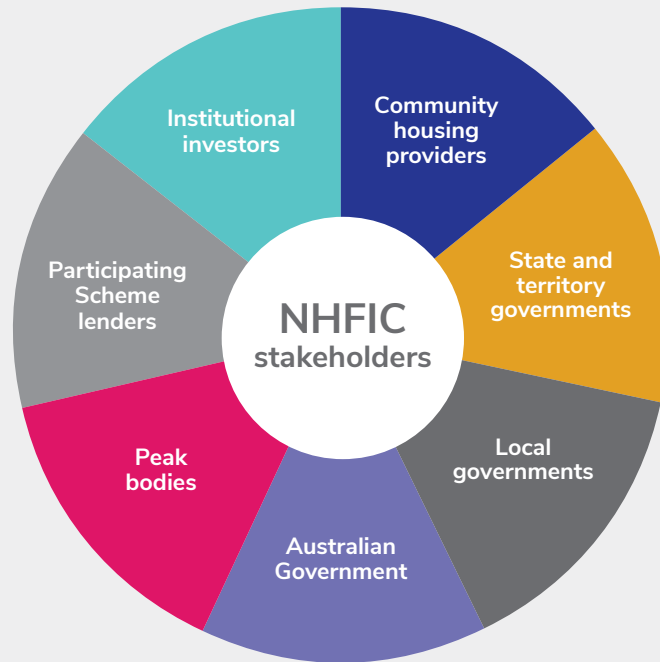 Institutional
investors
Community
housing
providers
Participating
Scheme
lenders
State and
territory
governments
NHFIC
stakeholders
Peak
bodies
Local
governments
Australian
Government